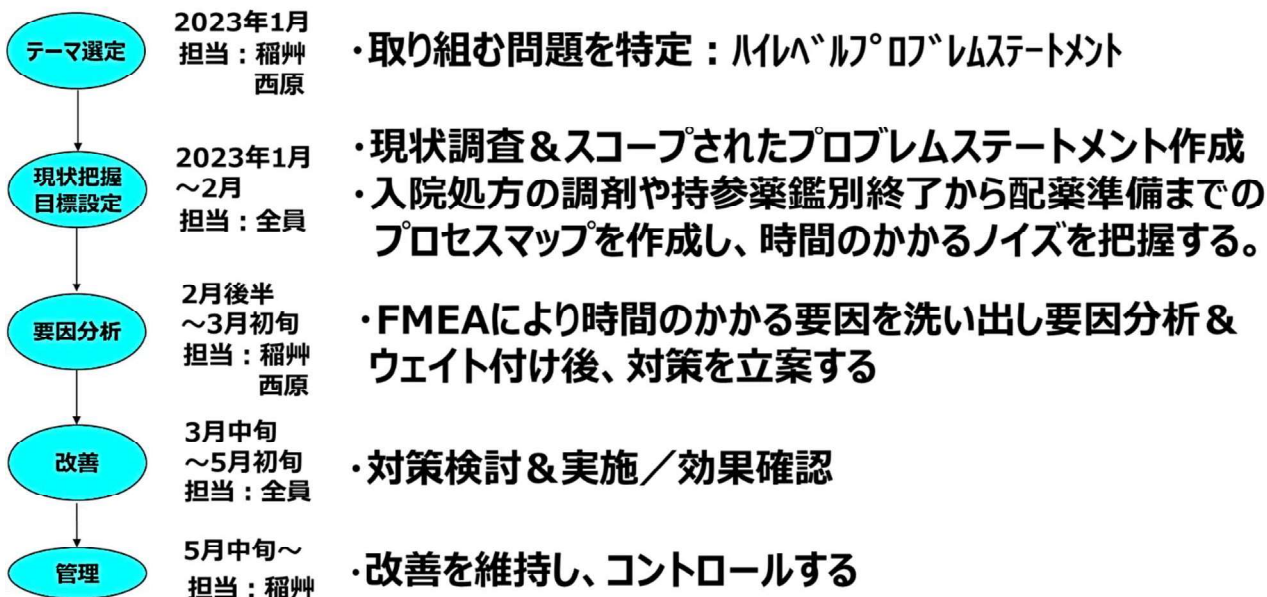 テーマ選定
2023年1月
担当：稲艸
西原
・取り組む問題を特定：ﾊｲﾚﾍﾞﾙﾌﾟﾛﾌﾞﾚﾑｽﾃｰﾄﾒﾝﾄ
現状把握
目標設定
2023年1月
～2月
担当：全員
・現状調査＆スコープされたプロブレムステートメント作成
・入院処方の調剤や持参薬鑑別終了から配薬準備までの
プロセスマップを作成し、時間のかかるノイズを把握する。
要因分析
2月後半
～3月初旬
担当：稲艸
西原
・FMEAにより時間のかかる要因を洗い出し要因分析＆
ウェイト付け後、対策を立案する
改善
3月中旬
～5月初旬
担当：全員
・対策検討＆実施／効果確認
管理
5月中旬～
担当：稲艸
・改善を維持し、コントロールする